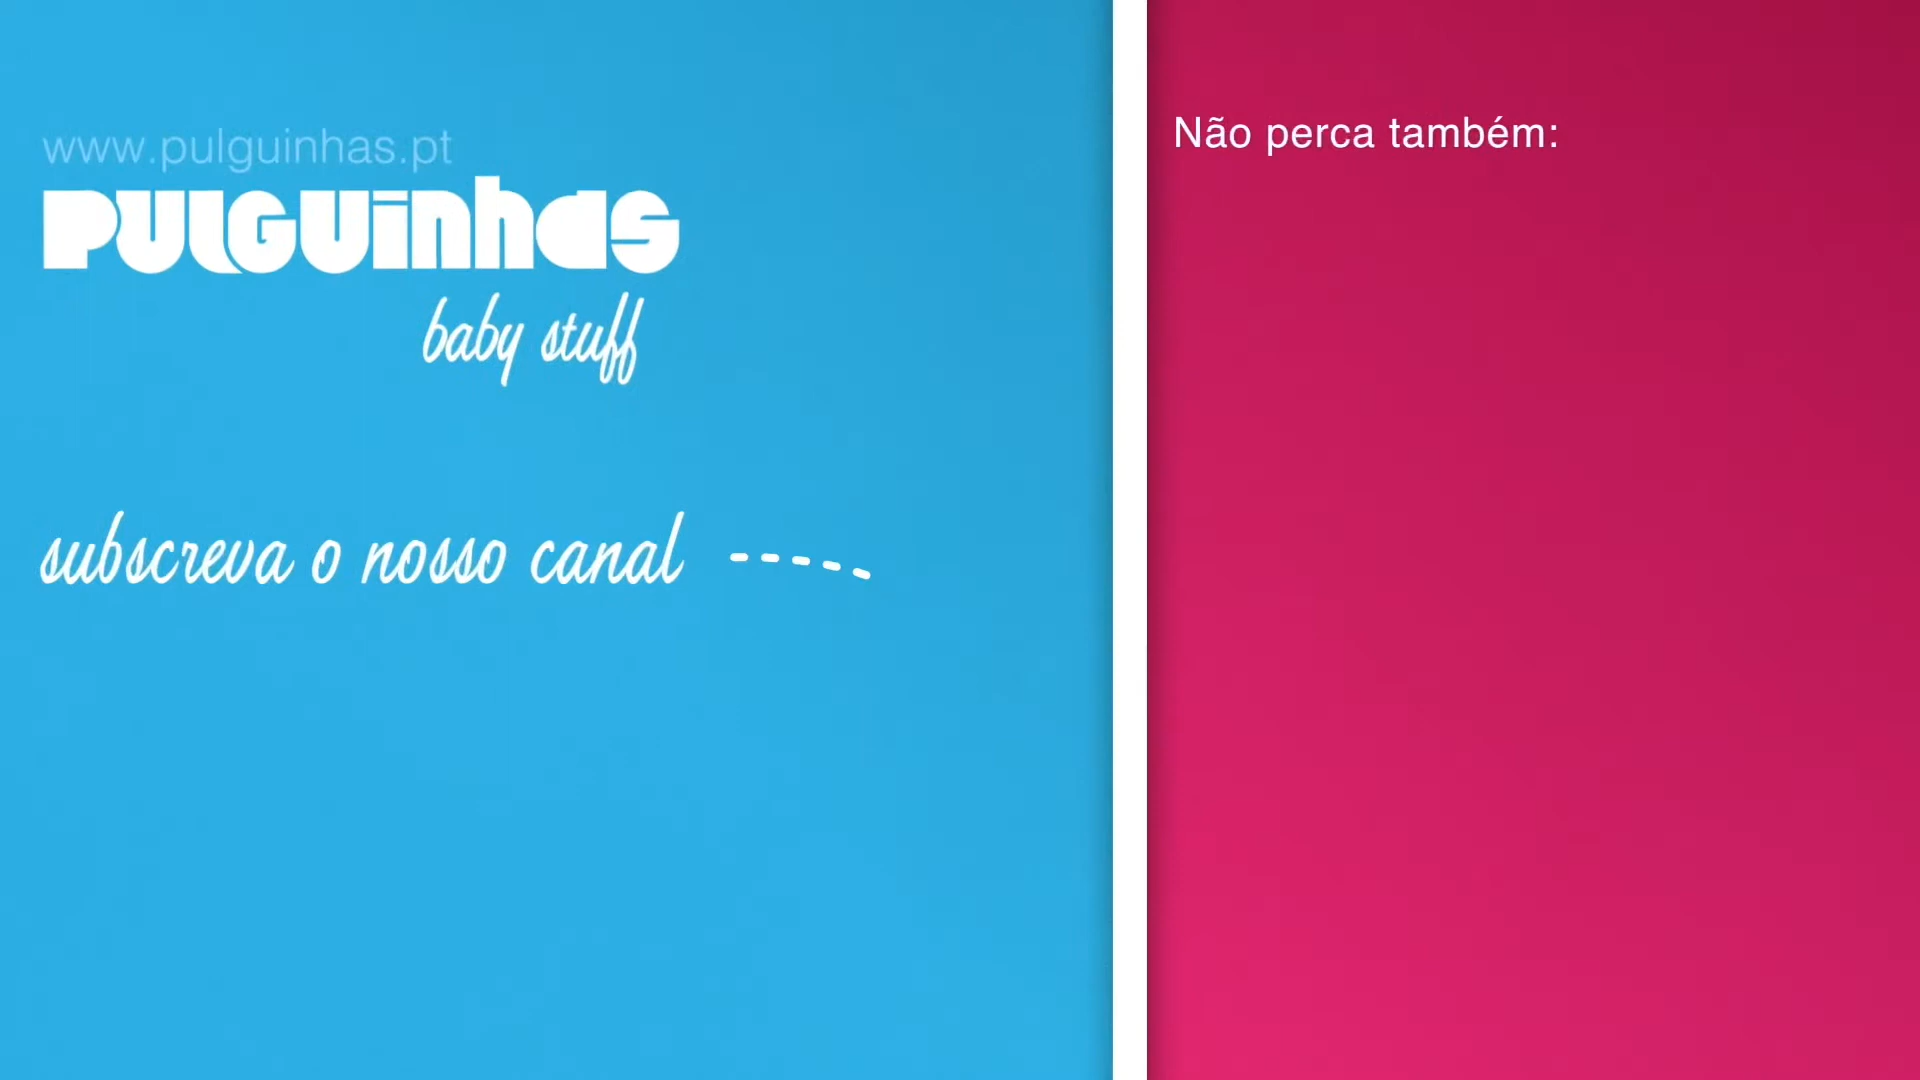 www.pulguinhas.pt
PULGUinhas
baby stuff
subscreva o nosso canal
Não perca também: